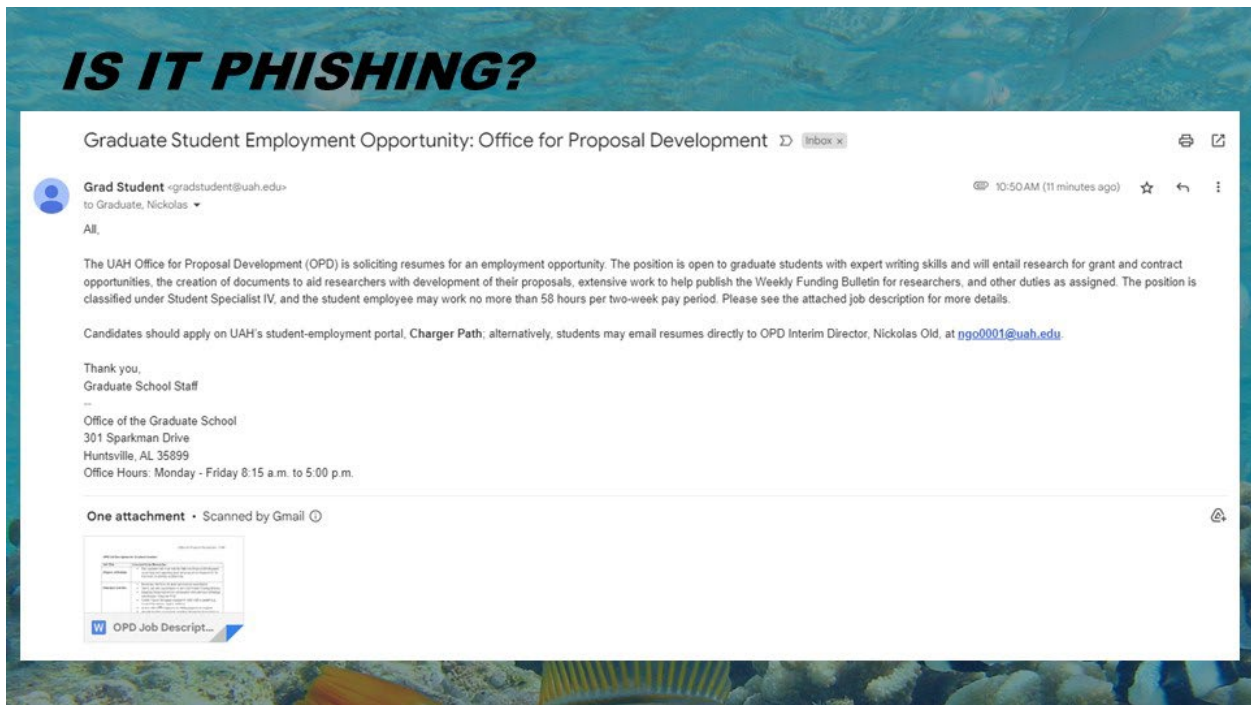 IS IT PHISHING?
Graduate Student Employment Opportunity: Office for Proposal Development Inbox x
Grad Student <gradstudent@uah.edu> 10:50 AM (11 minutes ago)
to Graduate, Nickolas
All,
The UAH Office for Proposal Development (OPD) is soliciting resumes for an employment opportunity. The position is open to graduate students with expert writing skills and will entail research for grant and contract
opportunities, the creation of documents to aid researchers with development of their proposals, extensive work to help publish the Weekly Funding Bulletin for researchers, and other duties as assigned. The position is
classified under Student Specialist IV, and the student employee may work no more than 58 hours per two-week pay period. Please see the attached job description for more details.
Candidates should apply on UAH's student-employment portal, Charger Path; alternatively, students may email resumes directly to OPD Interim Director, Nickolas Old, at ngo0001@uah.edu.
Thank you,
Graduate School Staff
--
Office of the Graduate School
301 Sparkman Drive
Huntsville, AL 35899
Office Hours: Monday - Friday 8:15 a.m. to 5:00 p.m.
One attachment • Scanned by Gmail
W OPD Job Descript...